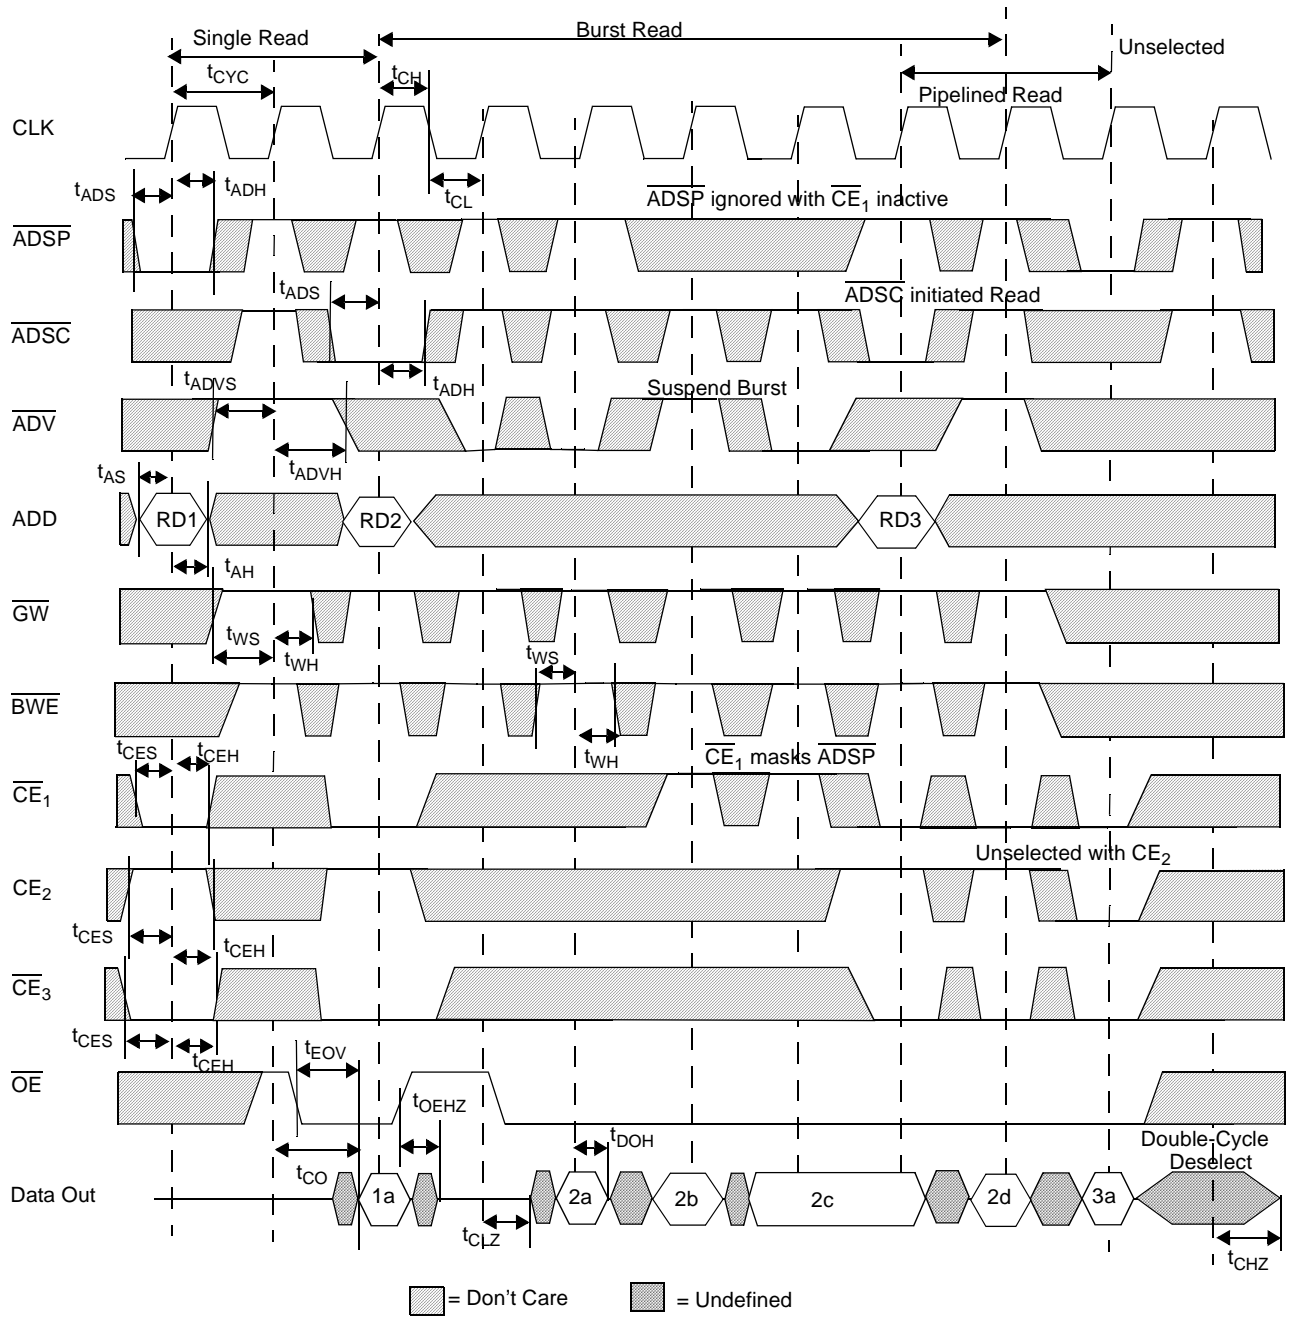 Single Read
Burst Read
Unselected
tCYC
tCH
Pipelined Read
CLK
tADS
tADH
tCL
ADSP ignored with CE1 inactive
ADSP
tADS
ADSC initiated Read
ADSC
tADH
tADVS
Suspend Burst
ADV
tADVH
tAS
ADD
RD1
RD2
RD3
tAH
GW
tWS
tWH
tWS
BWE
tWH
tCES
tCEH
CE1 masks ADSP
CE1
Unselected with CE2
CE2
tCES
tCEH
CE3
tCES
tCEH
tEOV
OE
tOEHZ
tDOH
Double-Cycle
Deselect
tCO
Data Out
1a
2a
2b
2c
2d
3a
tCLZ
tCHZ
= Don't Care
= Undefined